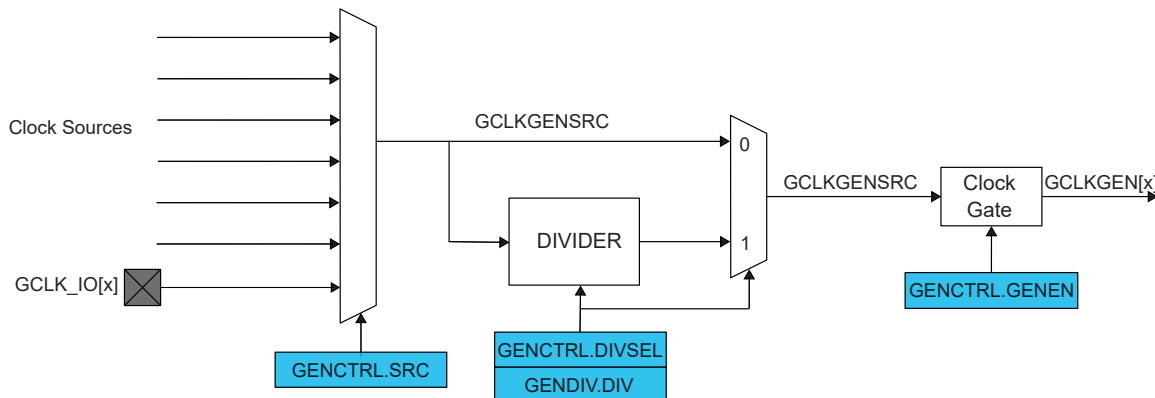 GCLKGENSRC
0
Clock Sources
GCLKGENSRC
Clock
Gate
GCLKGEN[x]
DIVIDER
1
GCLK_IO[x]
GENCTRL.GENEN
GENCTRL.SRC
GENCTRL.DIVSEL
GENDIV.DIV